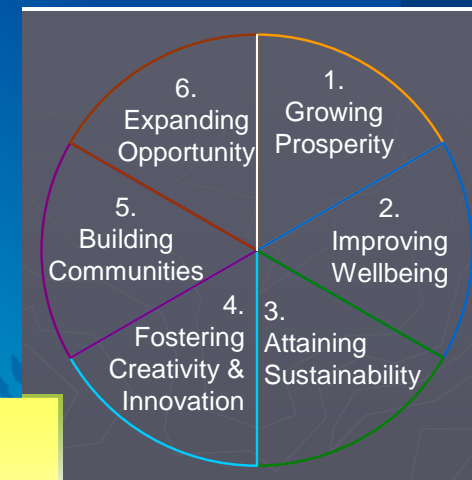 1.
Growing
Prosperity
2.
Improving
Wellbeing
3.
Attaining
Sustainability
4.
Fostering
Creativity &
Innovation
5.
Building
Communities
6.
Expanding
Opportunity